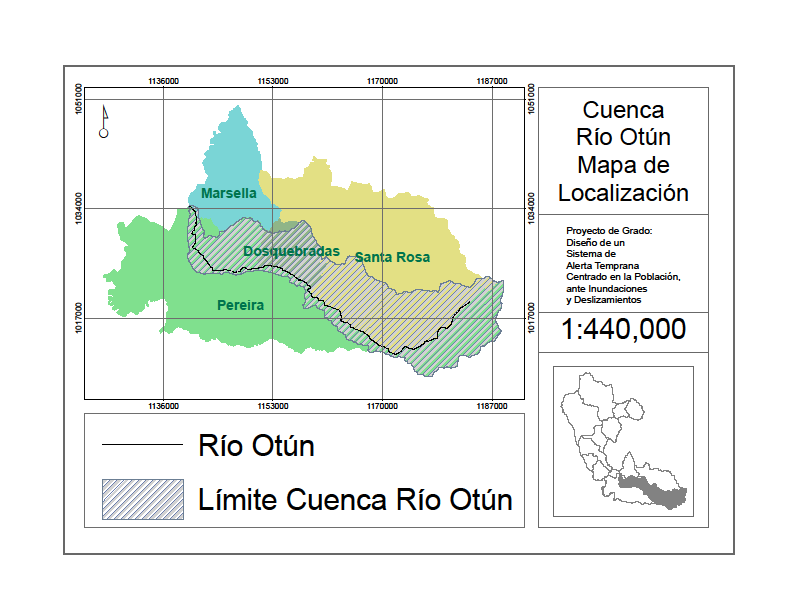 1136000 1153000 1170000 1187000
1051000 1051000
Marsella
1034000 1034000
Dosquebradas
Santa Rosa
Pereira
1017000 1017000
1136000 1153000 1170000 1187000
Río Otún
Límite Cuenca Río Otún
Cuenca
Río Otún
Mapa de
Localización
Proyecto de Grado:
Diseño de un
Sistema de
Alerta Temprana
Centrado en la Población,
ante Inundaciones
y Deslizamientos
1:440,000